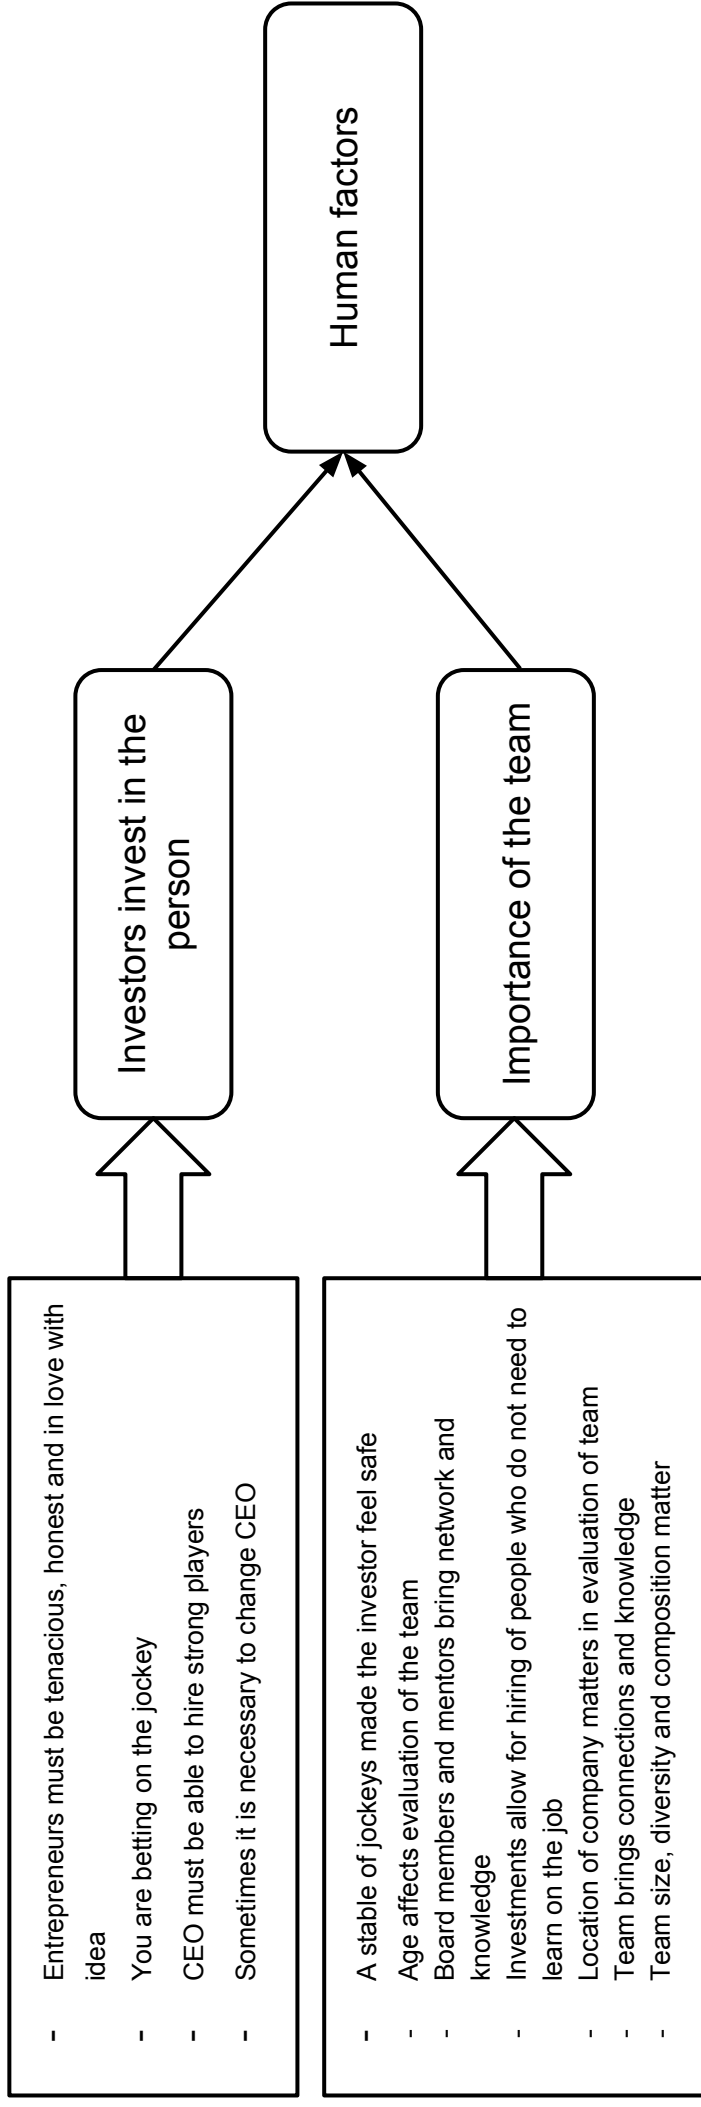 - Entrepreneurs must be tenacious, honest and in love with
idea
- You are betting on the jockey
- CEO must be able to hire strong players
- Sometimes it is necessary to change CEO
Investors invest in the
person
- A stable of jockeys made the investor feel safe
- Age affects evaluation of the team
- Board members and mentors bring network and
knowledge
- Investments allow for hiring of people who do not need to
learn on the job
- Location of company matters in evaluation of team
- Team brings connections and knowledge
- Team size, diversity and composition matter
Importance of the team
Human factors